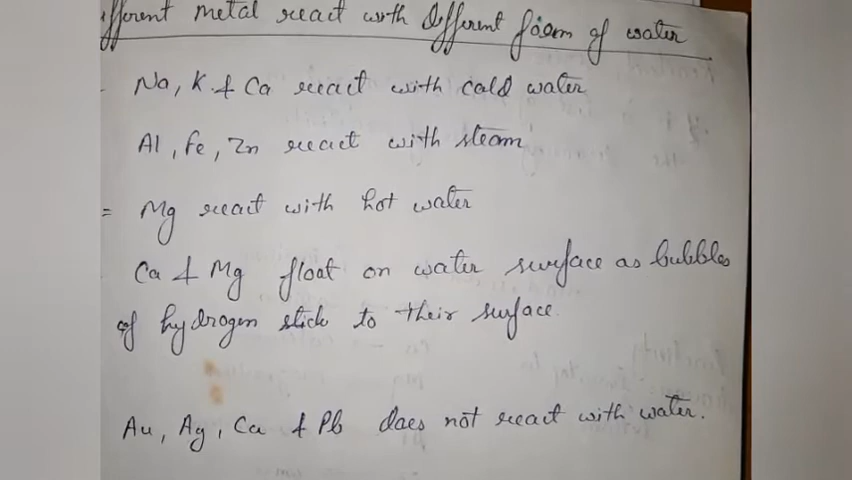 ifferent metal react with different foom of water
Na, K & Ca react with cold water
Al, Fe, Zn react with steam
= Mg react with hot water
Ca & Mg float on water surface as bubbles
of hydrogen stick to their surface.
Au, Ag, Cu & Pb does not react with water.